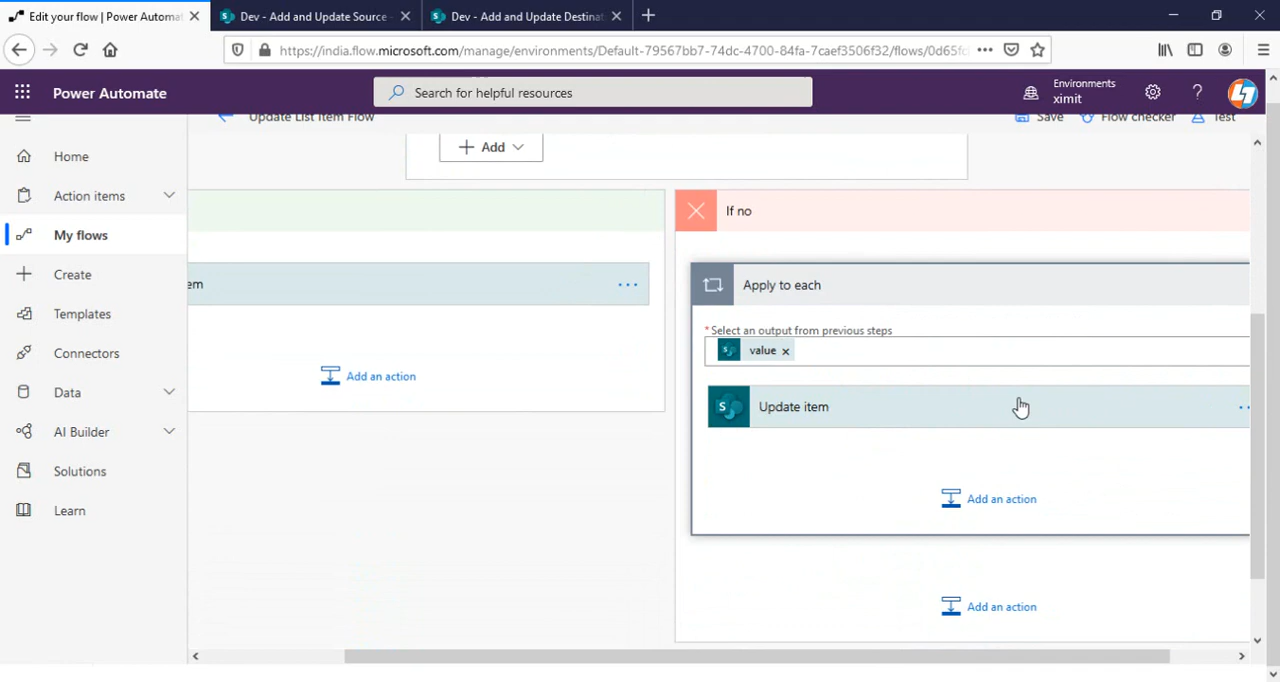 Edit your flow | Power Automat
Dev - Add and Update Source -
Dev - Add and Update Destinat
https://india.flow.microsoft.com/manage/environments/Default-79567bb7-74dc-4700-84fa-7caef3506f32/flows/0d65f
Power Automate
Search for helpful resources
Environments
ximit
Update List Item Flow
Save
Flow checker
Test
Home
Action items
My flows
Create
Templates
Connectors
Data
AI Builder
Solutions
Learn
Add
em
Add an action
If no
Apply to each
* Select an output from previous steps
S value x
S Update item
Add an action
Add an action